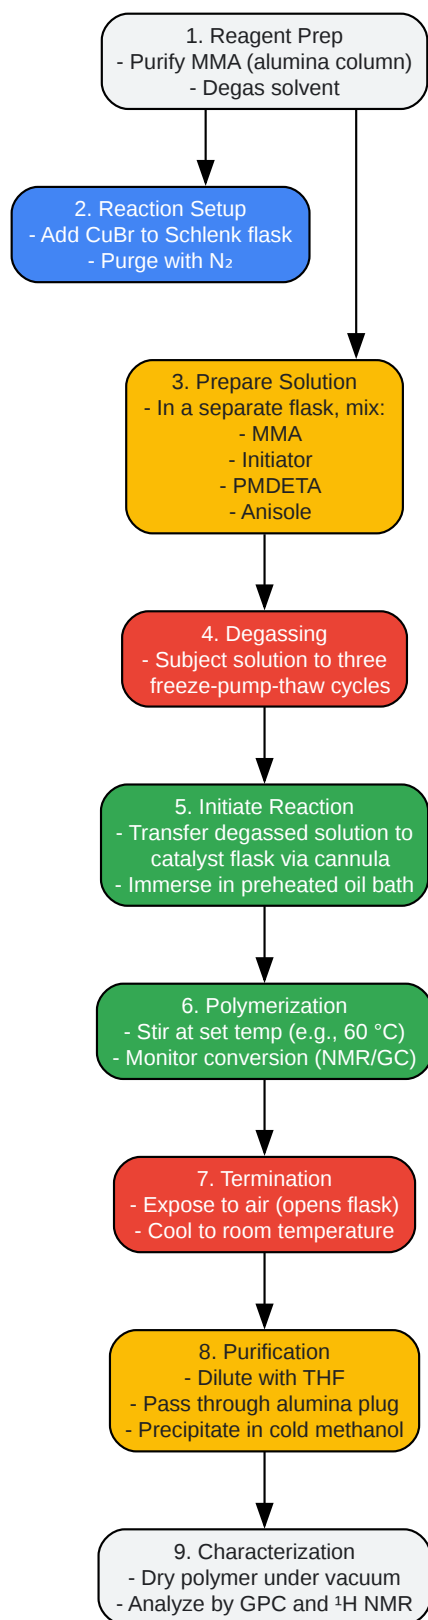 1. Reagent Prep
- Purify MMA (alumina column)
- Degas solvent
2. Reaction Setup
- Add CuBr to Schlenk flask
- Purge with N₂
3. Prepare Solution
- In a separate flask, mix:
- MMA
- Initiator
- PMDETA
- Anisole
4. Degassing
- Subject solution to three
freeze-pump-thaw cycles
5. Initiate Reaction
- Transfer degassed solution to
catalyst flask via cannula
- Immerse in preheated oil bath
6. Polymerization
- Stir at set temp (e.g., 60 °C)
- Monitor conversion (NMR/GC)
7. Termination
- Expose to air (opens flask)
- Cool to room temperature
8. Purification
- Dilute with THF
- Pass through alumina plug
- Precipitate in cold methanol
9. Characterization
- Dry polymer under vacuum
- Analyze by GPC and ¹H NMR